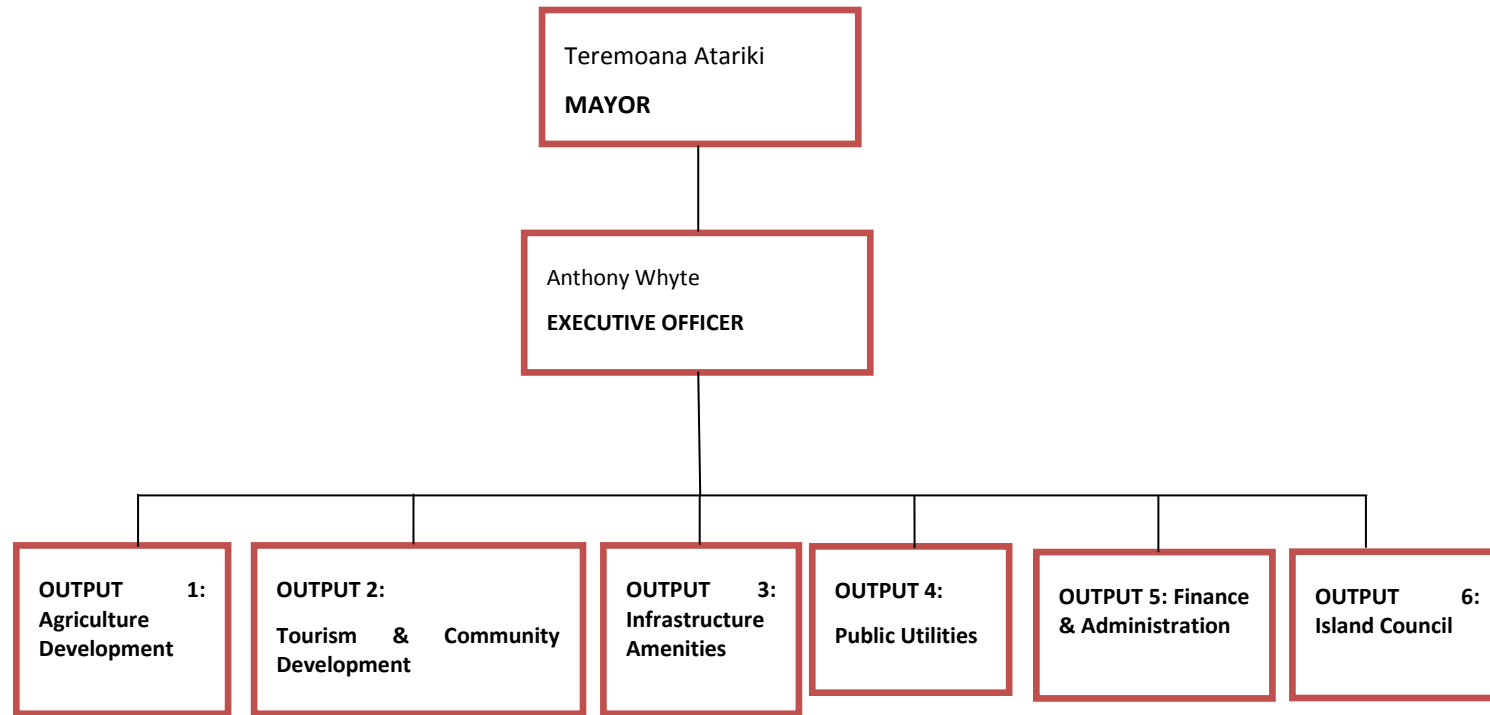 Teremoana Atariki
MAYOR
Anthony Whyte
EXECUTIVE OFFICER
OUTPUT 1:
Agriculture
Development
OUTPUT 2:
Tourism & Community
Development
OUTPUT 3:
Infrastructure
Amenities
OUTPUT 4:
Public Utilities
OUTPUT 5: Finance
& Administration
OUTPUT 6:
Island Council